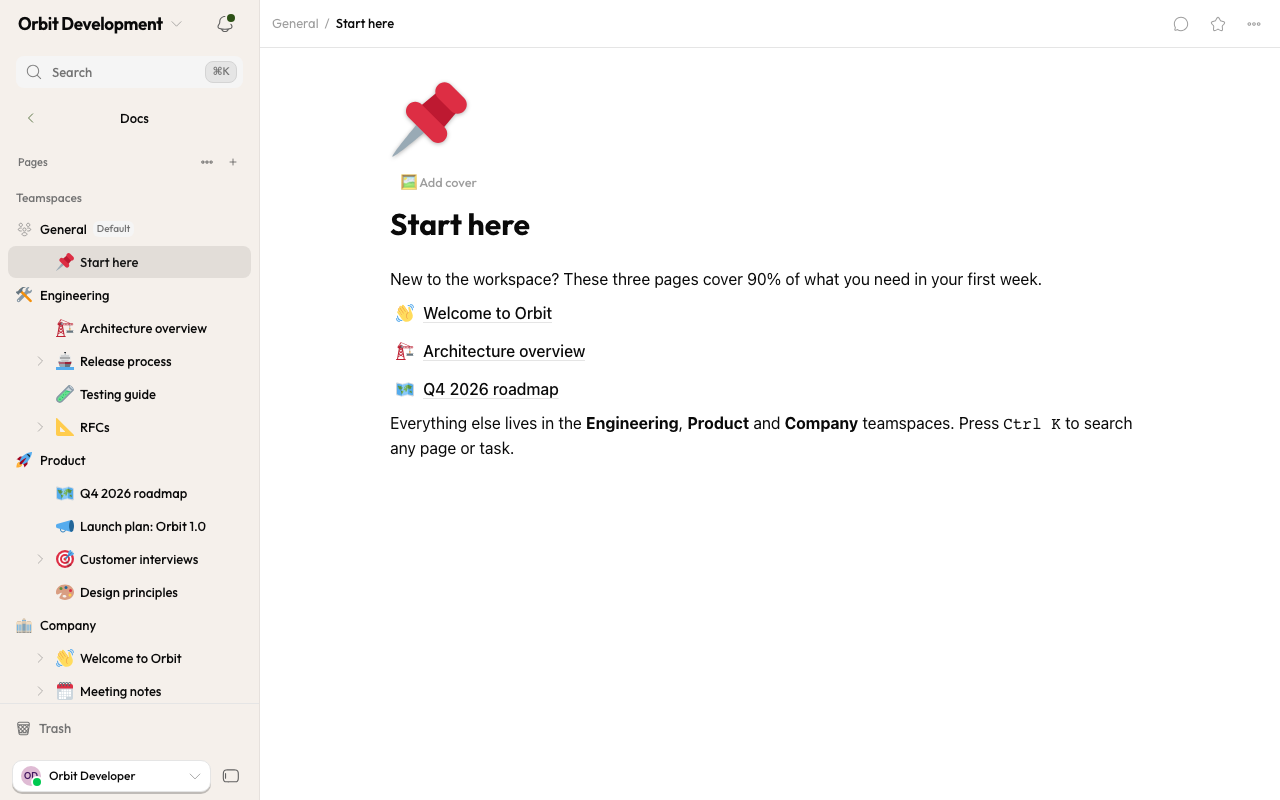 Orbit Development
Search
⌘K
Docs
Pages
Teamspaces
General Default
Start here
Engineering
Architecture overview
Release process
Testing guide
RFCs
Product
Q4 2026 roadmap
Launch plan: Orbit 1.0
Customer interviews
Design principles
Company
Welcome to Orbit
Meeting notes
Trash
OD Orbit Developer
General / Start here
Add cover
Start here
New to the workspace? These three pages cover 90% of what you need in your first week.
Welcome to Orbit
Architecture overview
Q4 2026 roadmap
Everything else lives in the Engineering, Product and Company teamspaces. Press Ctrl K to search
any page or task.